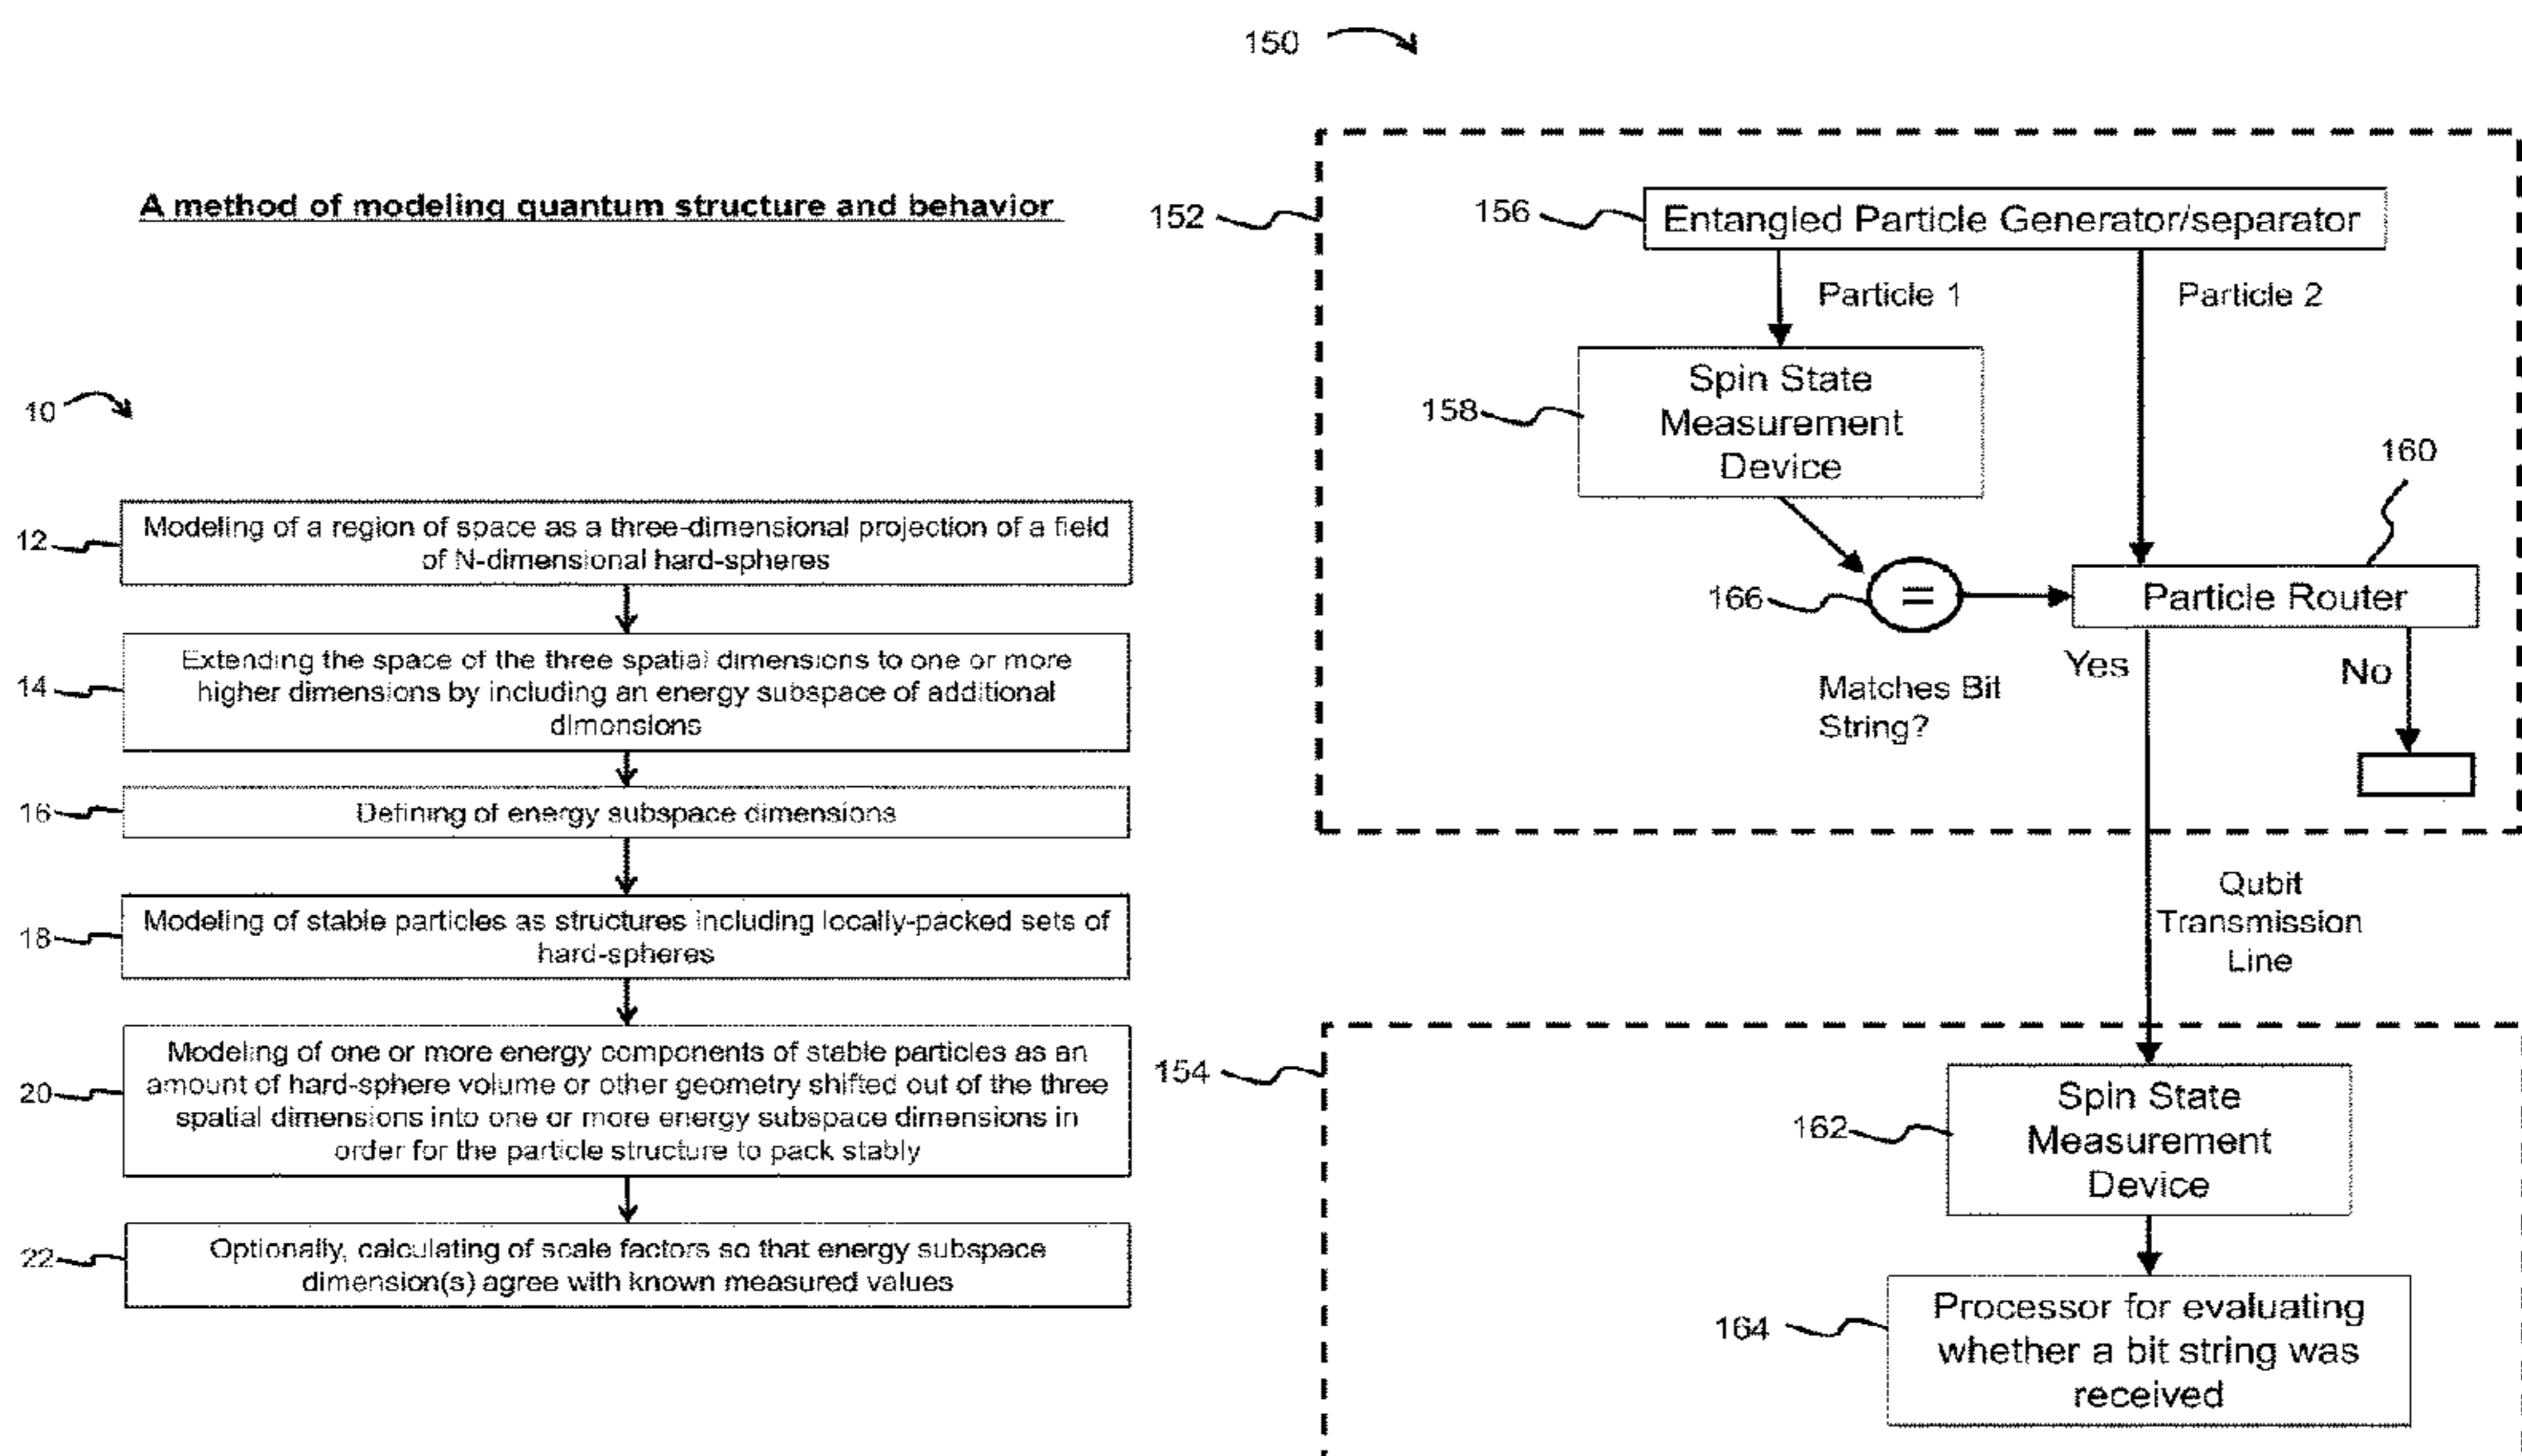 A method of modeling quantum structure and behavior
10
12
Modeling of a region of space as a three-dimensional projection of a field
of N-dimensional hard-spheres
14
Extending the space of the three spatial dimensions to one or more
higher dimensions by including an energy subspace of additional
dimensions
16
Defining of energy subspace dimensions
18
Modeling of stable particles as structures including locally-packed sets of
hard-spheres
20
Modeling of one or more energy components of stable particles as an
amount of hard-sphere volume or other geometry shifted out of the three
spatial dimensions into one or more energy subspace dimensions in
order for the particle structure to pack stably
22
Optionally, calculating of scale factors so that energy subspace
dimension(s) agree with known measured values
150
152
156
Entangled Particle Generator/separator
Particle 1
Particle 2
158
Spin State
Measurement
Device
160
166
=
Particle Router
Matches Bit
String?
Yes
No
Qubit
Transmission
Line
154
162
Spin State
Measurement
Device
164
Processor for evaluating
whether a bit string was
received